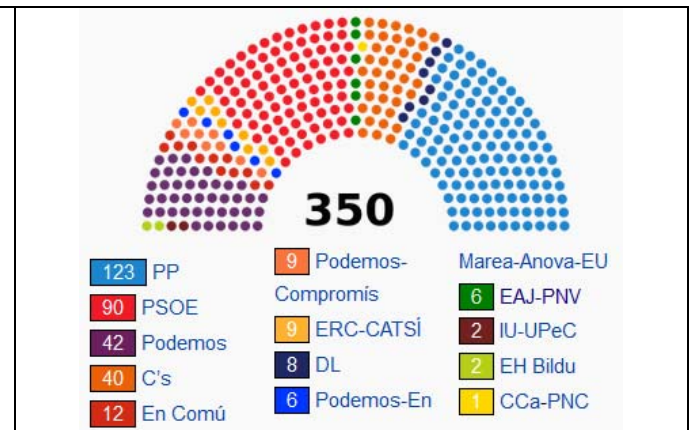 350
123 PP
90 PSOE
42 Podemos
40 C's
12 En Comú
9 Podemos-
Compromís
9 ERC-CATSÍ
8 DL
6 Podemos-En
Marea-Anova-EU
6 EAJ-PNV
2 IU-UPeC
2 EH Bildu
1 CCa-PNC